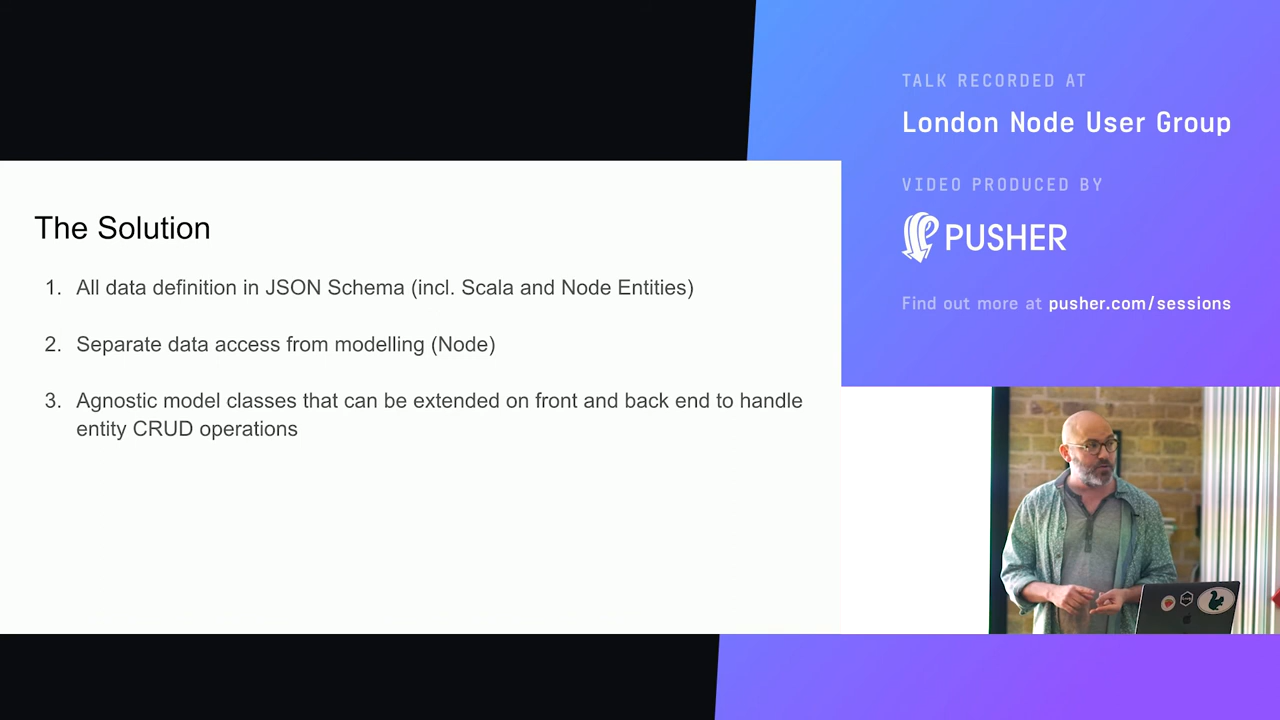 TALK RECORDED AT
London Node User Group
VIDEO PRODUCED BY
PUSHER
Find out more at pusher.com/sessions
The Solution
1. All data definition in JSON Schema (incl. Scala and Node Entities)
2. Separate data access from modelling (Node)
3. Agnostic model classes that can be extended on front and back end to handle
entity CRUD operations